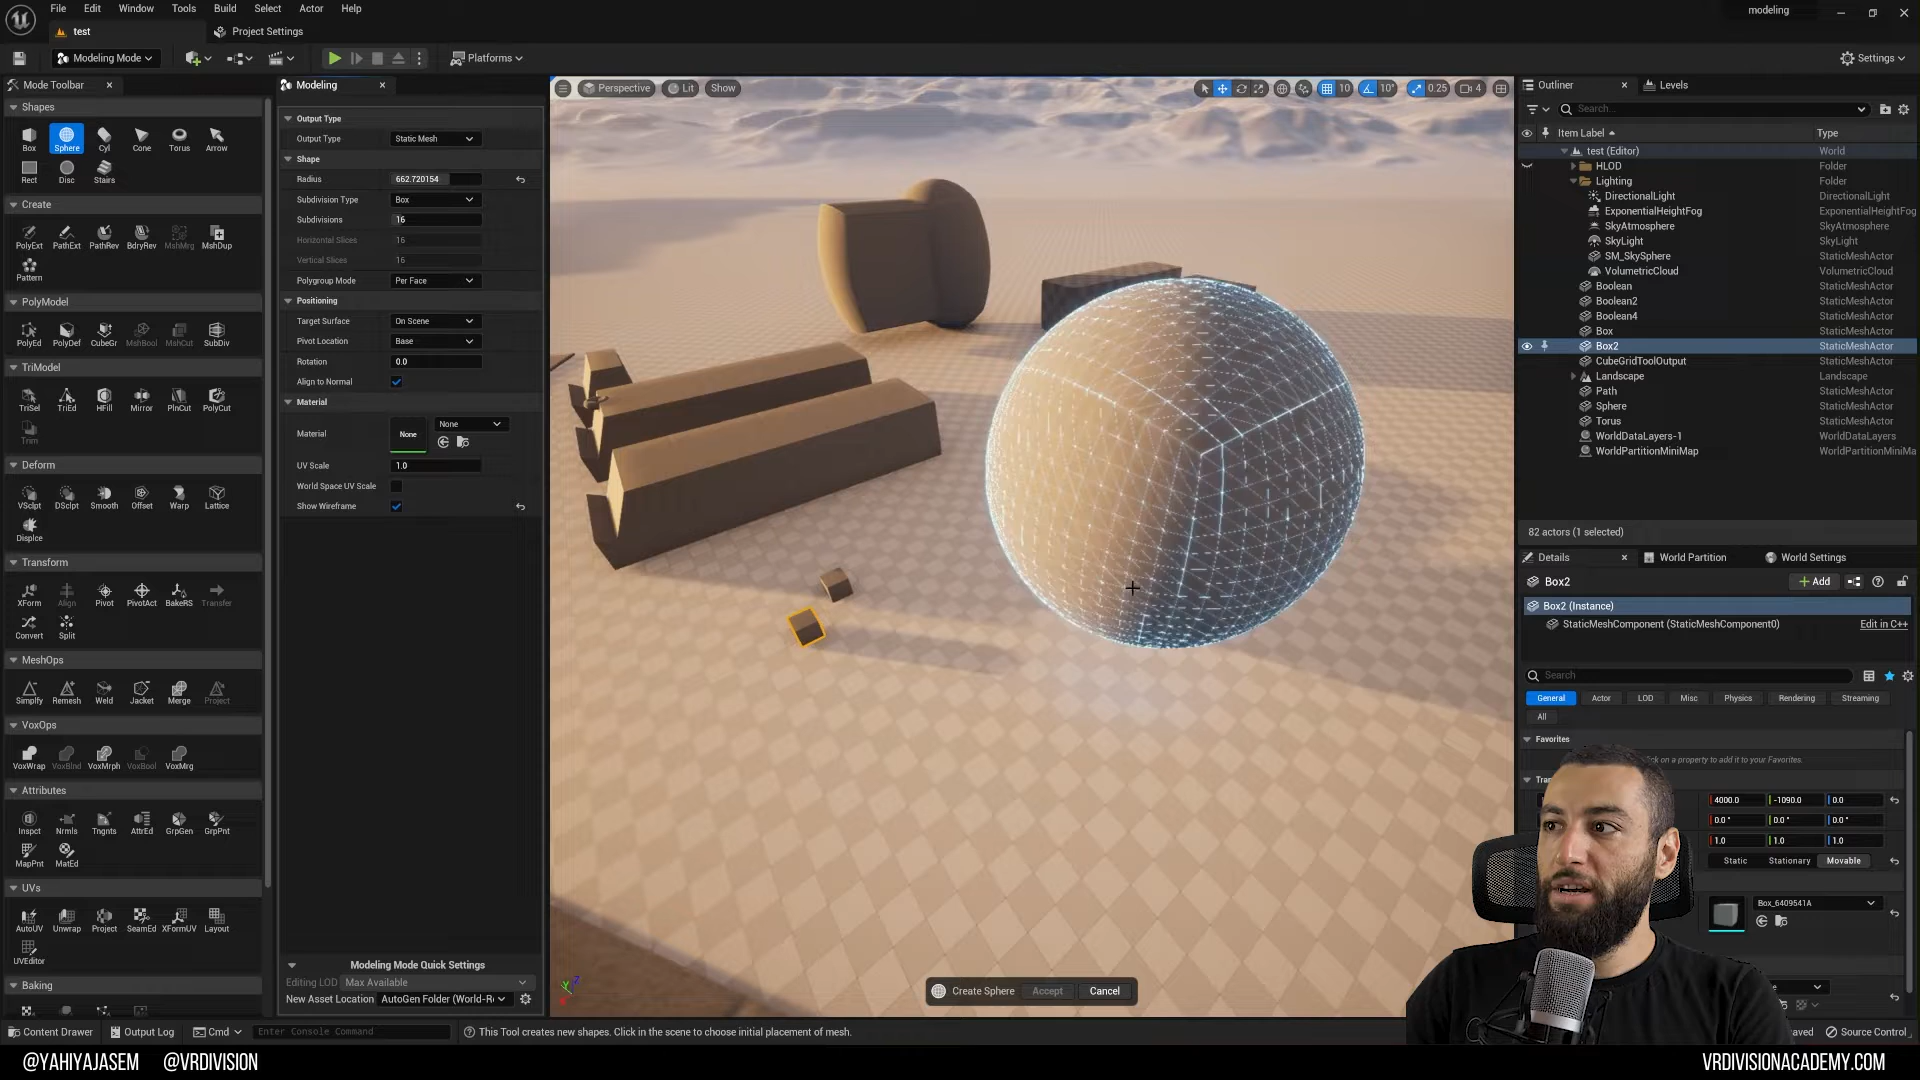 File Edit Window Tools Build Select Actor Help
modeling
test
Project Settings
Modeling Mode
Platforms
Settings
Mode Toolbar
Shapes
Box Sphere Cyl Cone Torus Arrow
Rect Disc Stairs
Create
PolyExt PathExt PathRev BdryRev MshMrg MshDup
Pattern
PolyModel
PolyEd PolyDef CubeGr MshBool MshCut SubDiv
TriModel
TriSel TriEd HFill Mirror PlnCut PolyCut
Trim
Deform
VSclpt DSclpt Smooth Offset Warp Lattice
Displce
Transform
XForm Align Pivot PivotAct BakeRS Transfer
Convert Split
MeshOps
Simplfy Remesh Weld Jacket Merge Project
VoxOps
VoxWrap VoxBlnd VoxMrph VoxBool VoxMrg
Attributes
Inspct Nrmls Tngnts AttrEd GrpGen GrpPnt
MapPnt MatEd
UVs
AutoUV Unwrap Project SeamEd XFormUV Layout
UVEditor
Baking
Modeling
Output Type
Output Type Static Mesh
Shape
Radius 662.720154
Subdivision Type Box
Subdivisions 16
Horizontal Slices 16
Vertical Slices 16
Polygroup Mode Per Face
Positioning
Target Surface On Scene
Pivot Location Base
Rotation 0.0
Align to Normal
Material
Material None None
UV Scale 1.0
World Space UV Scale
Show Wireframe
Modeling Mode Quick Settings
Editing LOD Max Available
New Asset Location AutoGen Folder (World-R
Perspective Lit Show
10 10° 0.25 4
Create Sphere Accept Cancel
Outliner Levels
Search...
Item Label Type
test (Editor) World
HLOD Folder
Lighting Folder
DirectionalLight DirectionalLight
ExponentialHeightFog ExponentialHeightFog
SkyAtmosphere SkyAtmosphere
SkyLight SkyLight
SM_SkySphere StaticMeshActor
VolumetricCloud VolumetricCloud
Boolean StaticMeshActor
Boolean2 StaticMeshActor
Boolean4 StaticMeshActor
Box StaticMeshActor
Box2 StaticMeshActor
CubeGridToolOutput StaticMeshActor
Landscape Landscape
Path StaticMeshActor
Sphere StaticMeshActor
Torus StaticMeshActor
WorldDataLayers-1 WorldDataLayers
WorldPartitionMiniMap WorldPartitionMiniMa
82 actors (1 selected)
Details World Partition World Settings
Box2
Add
Box2 (Instance)
StaticMeshComponent (StaticMeshComponent0) Edit in C++
Search
General Actor LOD Misc Physics Rendering Streaming
All
Favorites
ck on a property to add it to your Favorites.
Tran
4000.0 -1090.0 0.0
0.0° 0.0° 0.0°
1.0 1.0 1.0
Static Stationary Movable
Box_6409541A
Content Drawer Output Log Cmd Enter Console Command
This Tool creates new shapes. Click in the scene to choose initial placement of mesh.
aved Source Control
@YAHIYAJASEM @VRDIVISION
VRDIVISIONACADEMY.COM